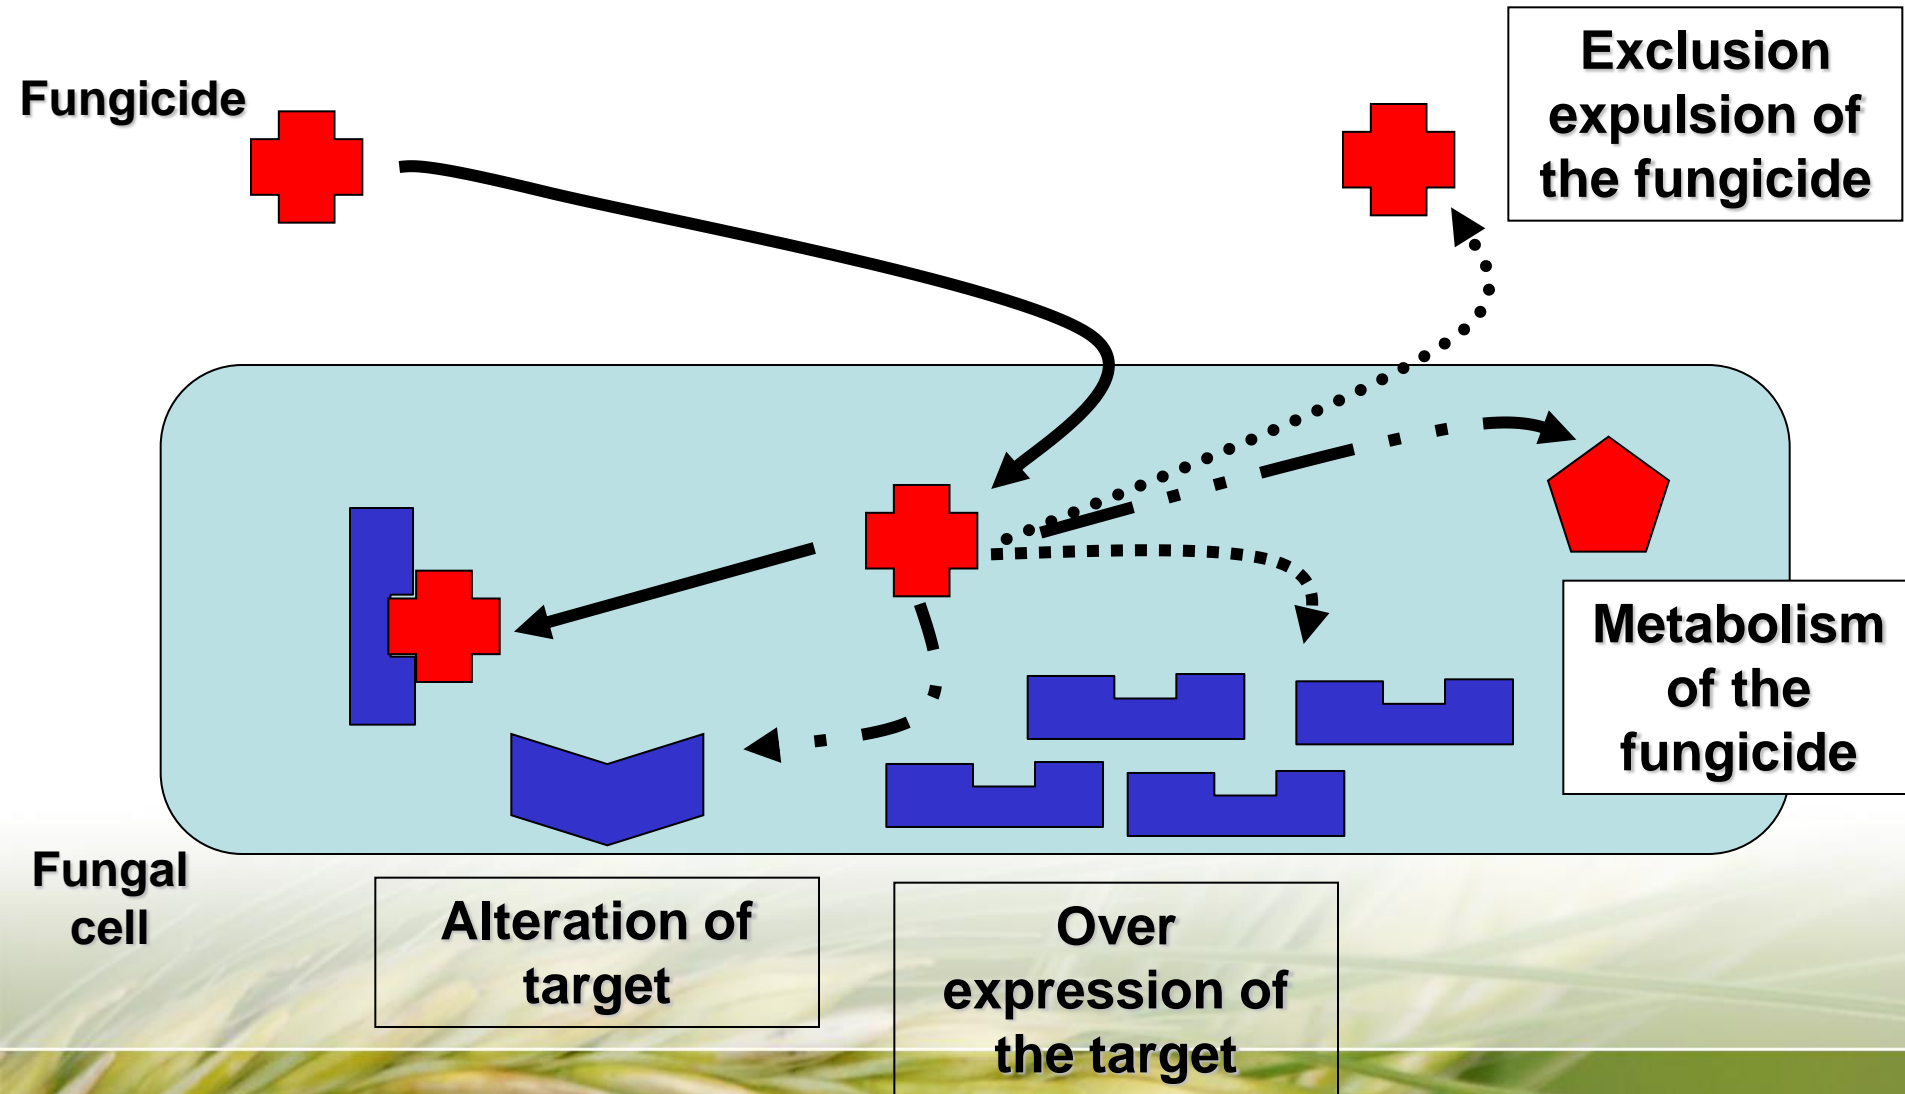 Fungicide
Exclusion
expulsion of
the fungicide
Metabolism
of the
fungicide
Fungal
cell
Alteration of
target
Over
expression of
the target